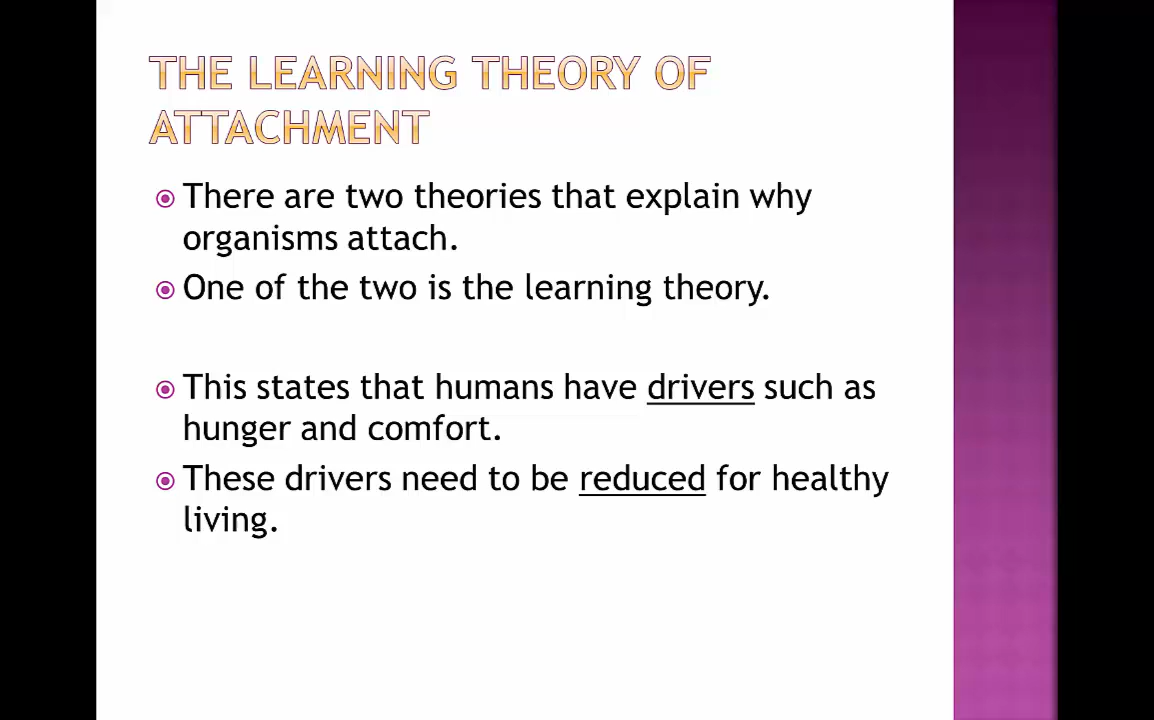 THE LEARNING THEORY OF
ATTACHMENT
There are two theories that explain why
organisms attach.
One of the two is the learning theory.
This states that humans have drivers such as
hunger and comfort.
These drivers need to be reduced for healthy
living.